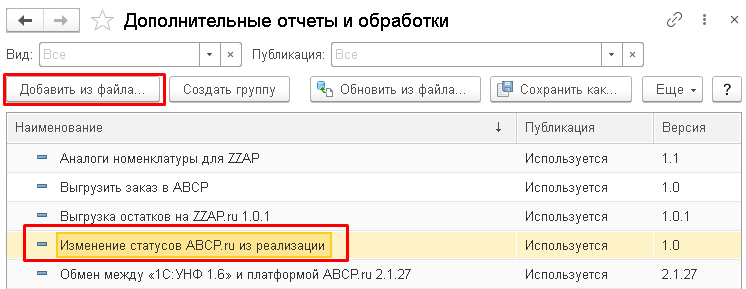 Дополнительные отчеты и обработки
Вид: Все Публикация: Все
Добавить из файла... Создать группу Обновить из файла... Сохранить как... Еще ?
Наименование Публикация Версия
Аналоги номенклатуры для ZZAP Используется 1.1
Выгрузить заказ в ABCP Используется 1.0
Выгрузка остатков на ZZAP.ru 1.0.1 Используется 1.0.1
Изменение статусов ABCP.ru из реализации Используется 1.0
Обмен между «1С:УНФ 1.6» и платформой ABCP.ru 2.1.27 Используется 2.1.27